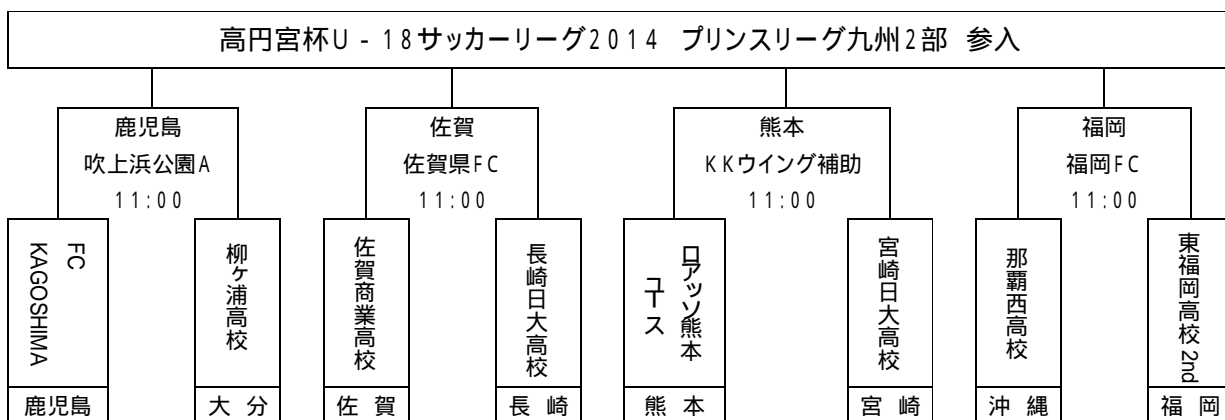 高円宮杯U-18サッカーリーグ2014 プリンスリーグ九州2部 参入
鹿児島
吹上浜公園A
11:00
佐賀
佐賀県FC
11:00
熊本
KKウイング補助
11:00
福岡
福岡FC
11:00
FC
KAGOSHIMA
柳ヶ浦高校
佐賀商業高校
長崎日大高校
ロアッソ熊本
ユース
宮崎日大高校
那覇西高校
東福岡高校2nd
鹿児島
大分
佐賀
長崎
熊本
宮崎
沖縄
福岡